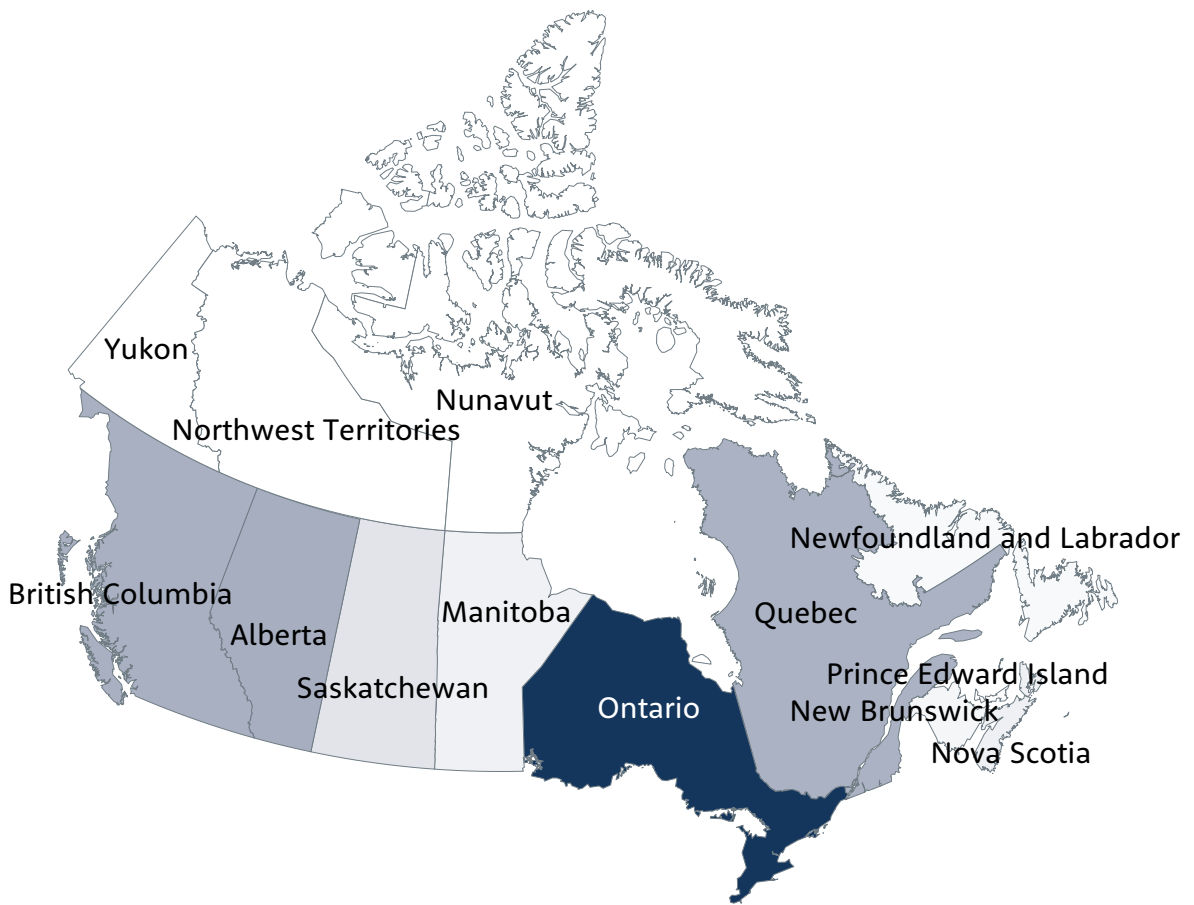 Yukon
Nunavut
Northwest Territories
Newfoundland and Labrador
British Columbia
Manitoba
Quebec
Alberta
Prince Edward Island
Saskatchewan
Ontario
New Brunswick
Nova Scotia